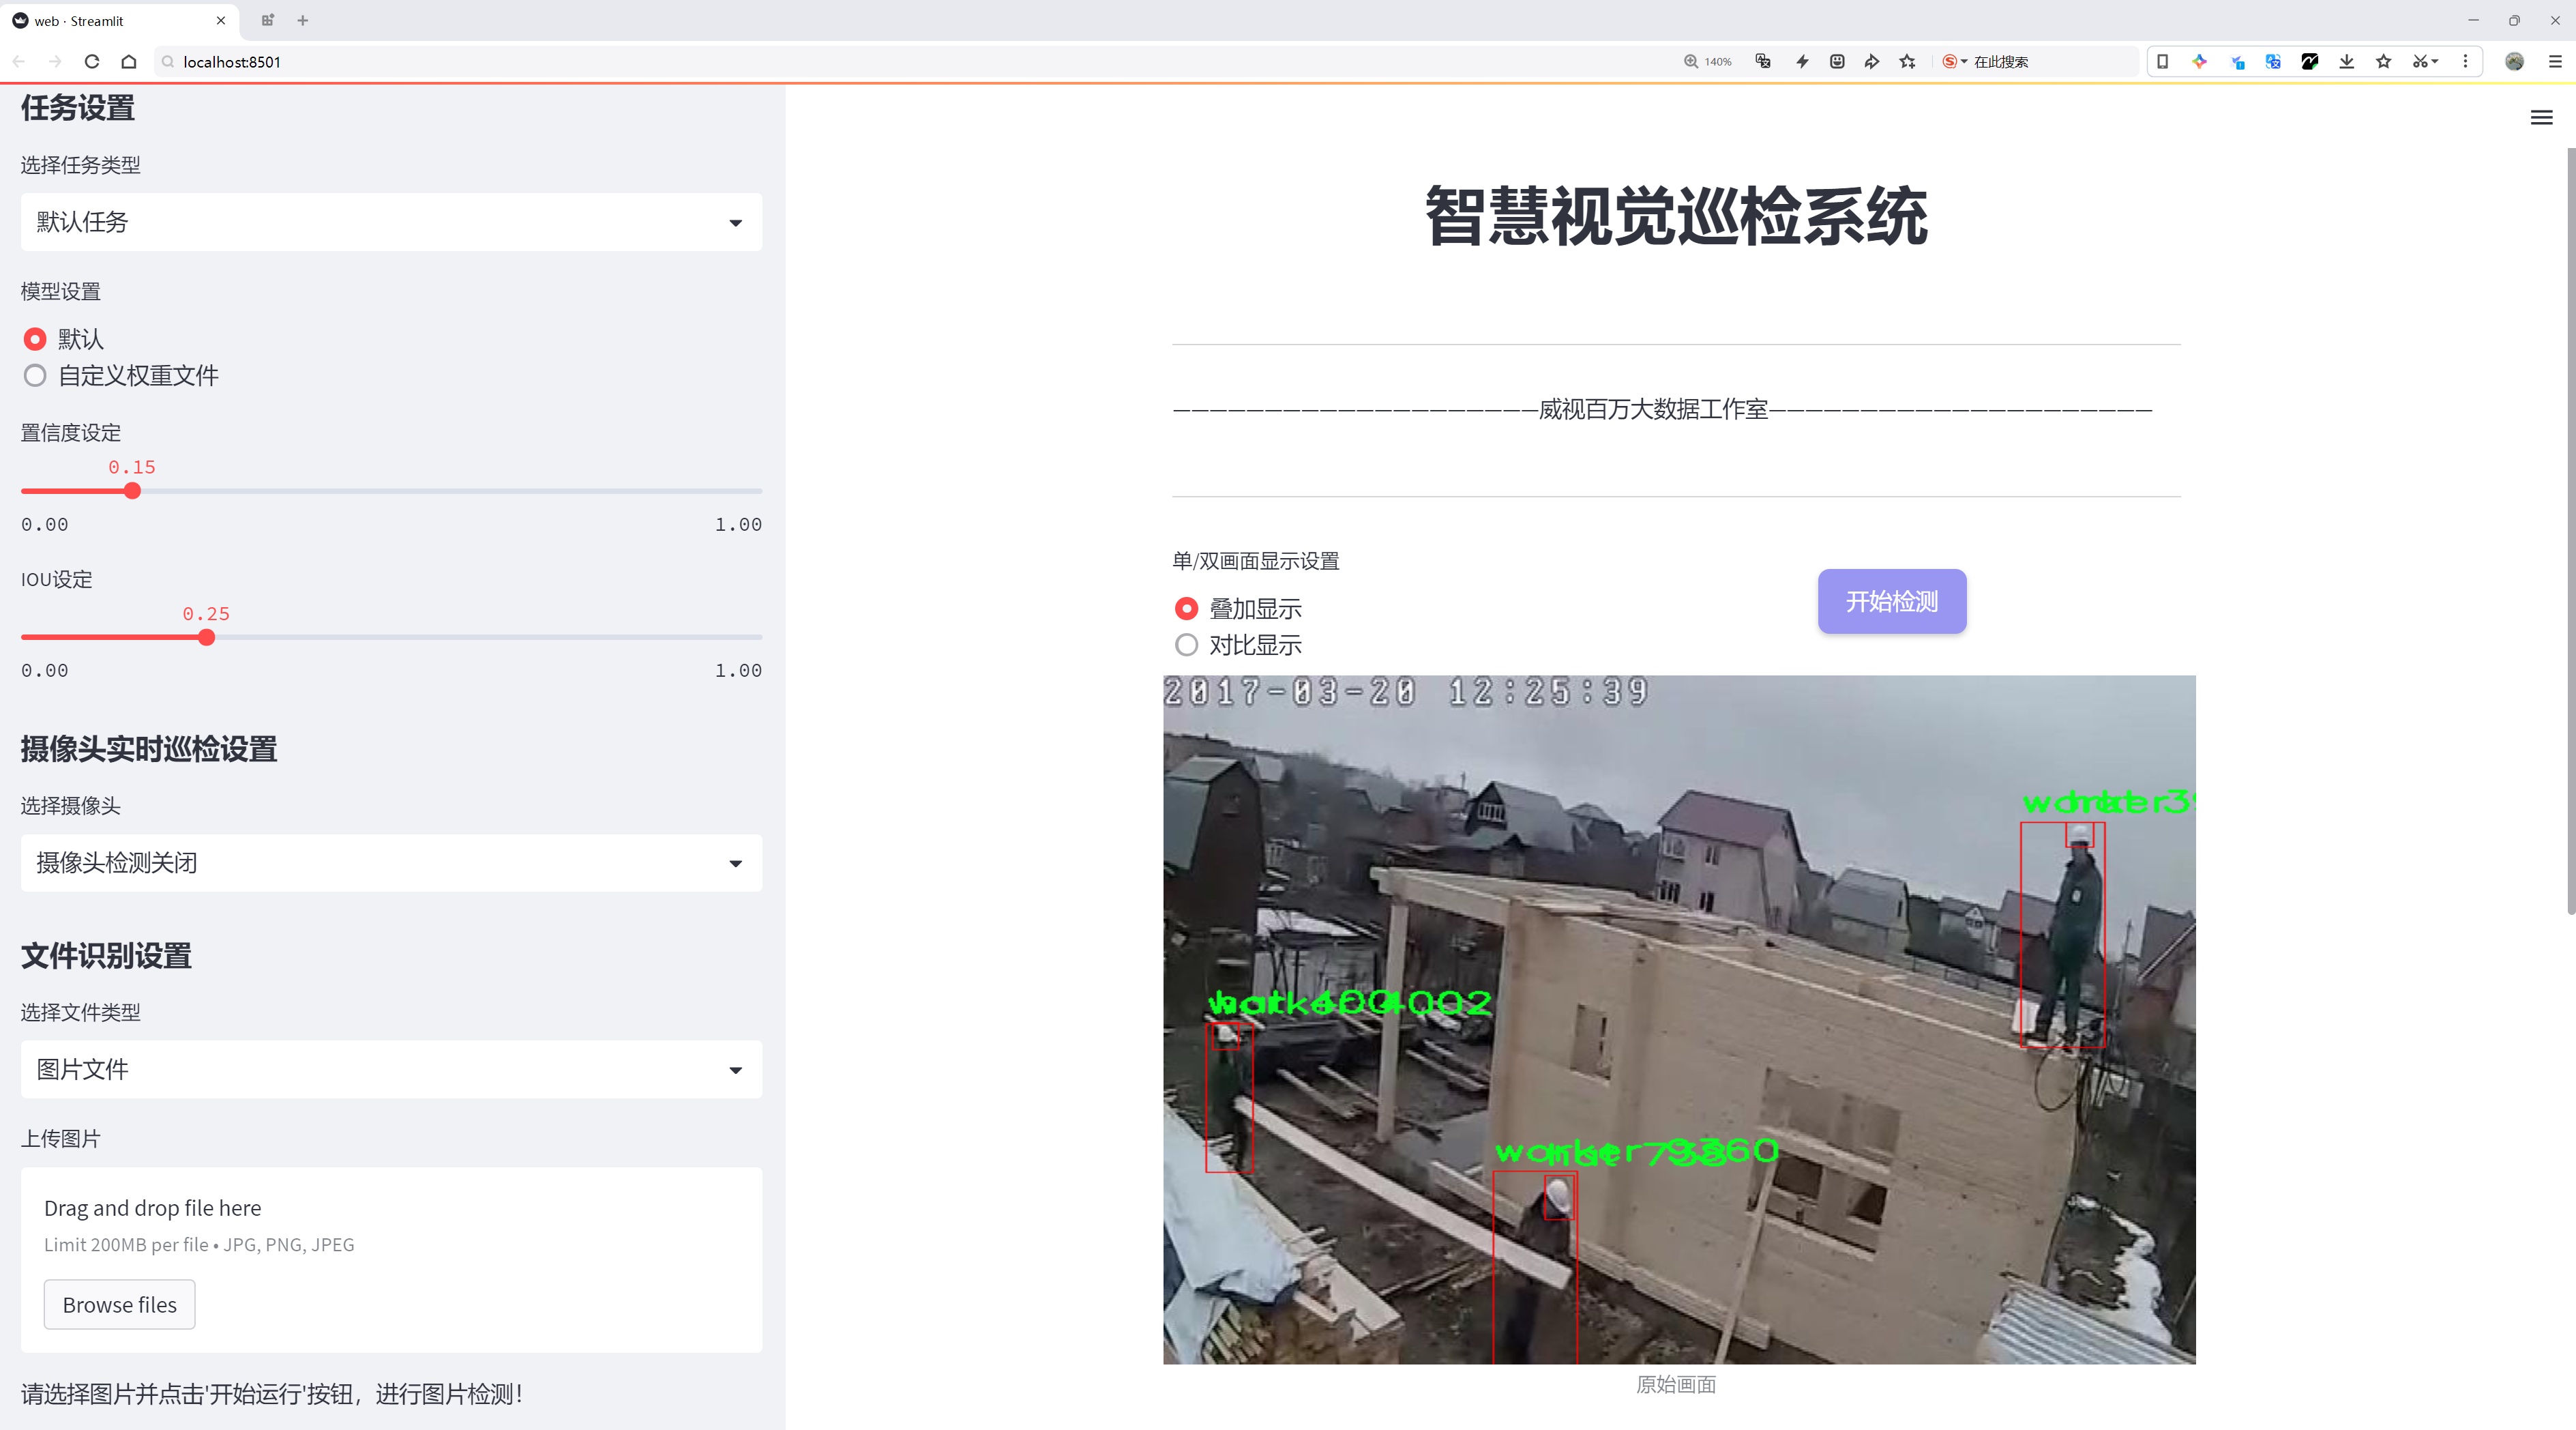 web · Streamlit
localhost:8501
140%
在此搜索
任务设置
选择任务类型
默认任务
模型设置
默认
自定义权重文件
置信度设定
0.15
0.00
1.00
IOU设定
0.25
0.00
1.00
摄像头实时巡检设置
选择摄像头
摄像头检测关闭
文件识别设置
选择文件类型
图片文件
上传图片
Drag and drop file here
Limit 200MB per file • JPG, PNG, JPEG
Browse files
请选择图片并点击'开始运行'按钮，进行图片检测！
智慧视觉巡检系统
—————————————————————威视百万大数据工作室—————————————————————
单/双画面显示设置
叠加显示
对比显示
开始检测
2017-03-20 12:25:39
原始画面